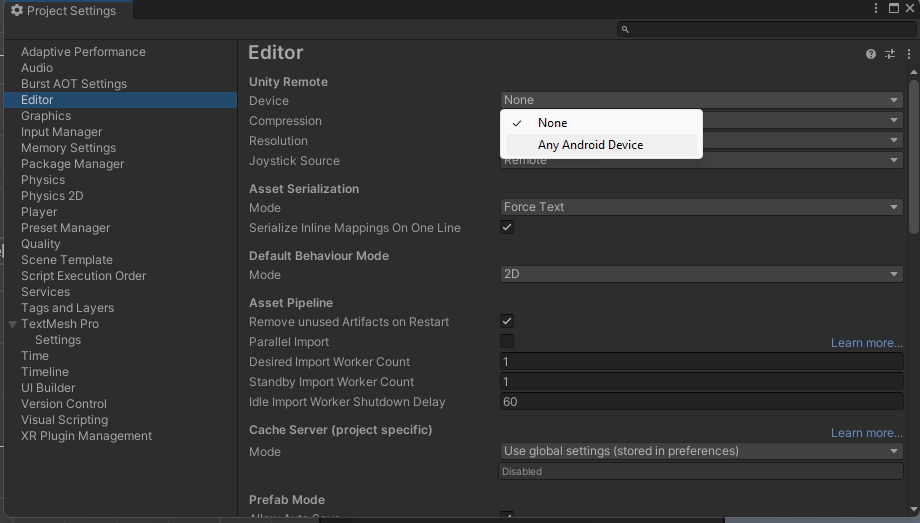 Project Settings
Adaptive Performance
Audio
Burst AOT Settings
Editor
Graphics
Input Manager
Memory Settings
Package Manager
Physics
Physics 2D
Player
Preset Manager
Quality
Scene Template
Script Execution Order
Services
Tags and Layers
TextMesh Pro
Settings
Time
Timeline
UI Builder
Version Control
Visual Scripting
XR Plugin Management
Editor
Unity Remote
Device None
Compression
None
Resolution
Any Android Device
Joystick Source Remote
Asset Serialization
Mode Force Text
Serialize Inline Mappings On One Line
Default Behaviour Mode
Mode 2D
Asset Pipeline
Remove unused Artifacts on Restart
Parallel Import Learn more...
Desired Import Worker Count 1
Standby Import Worker Count 1
Idle Import Worker Shutdown Delay 60
Cache Server (project specific) Learn more...
Mode Use global settings (stored in preferences)
Disabled
Prefab Mode
Allow Auto Save